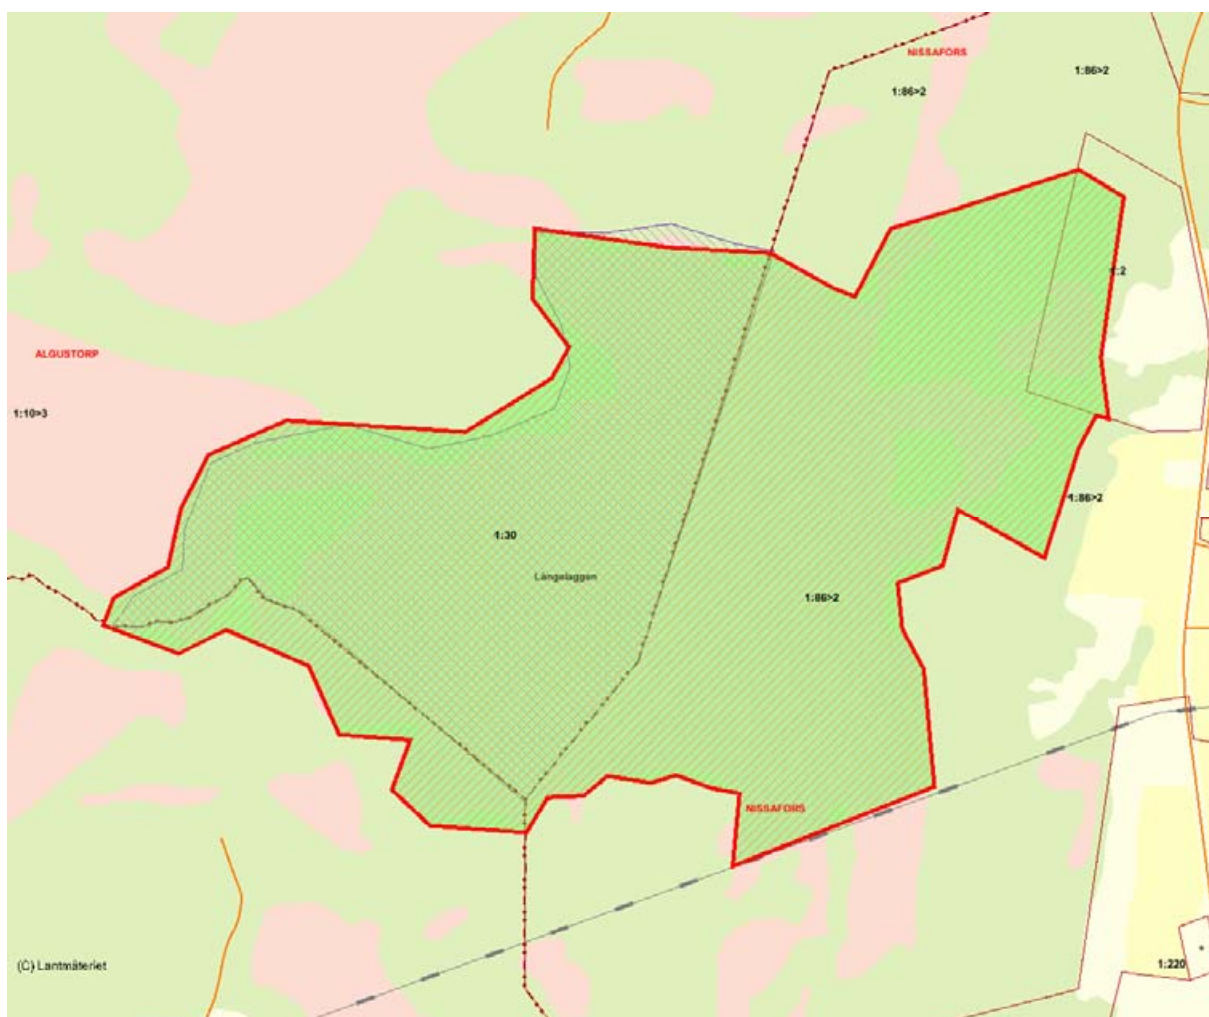 NISSAFORS
1:86>2
1:86>2
1:2
ALGUSTORP
1:10>3
1:86>2
1:30
Långelaggen
1:86>2
NISSAFORS
(C) Lantmäteriet
1:220